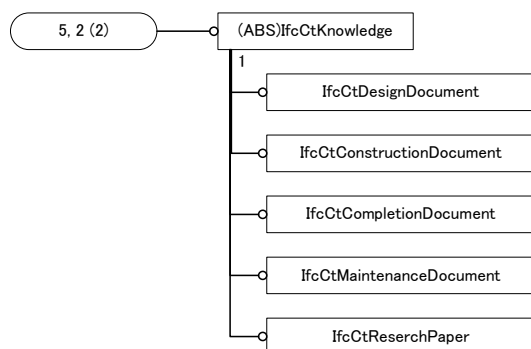 5, 2 (2)
(ABS)IfcCtKnowledge
1
IfcCtDesignDocument
IfcCtConstructionDocument
IfcCtCompletionDocument
IfcCtMaintenanceDocument
IfcCtReserchPaper